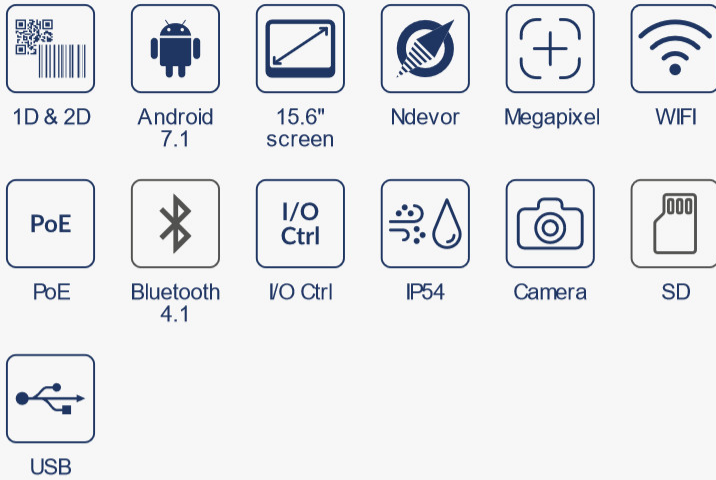 1D & 2D
Android
7.1
15.6"
screen
Ndevor
Megapixel
WIFI
PoE
PoE
Bluetooth
4.1
I/O
Ctrl
I/O Ctrl
IP54
Camera
SD
USB